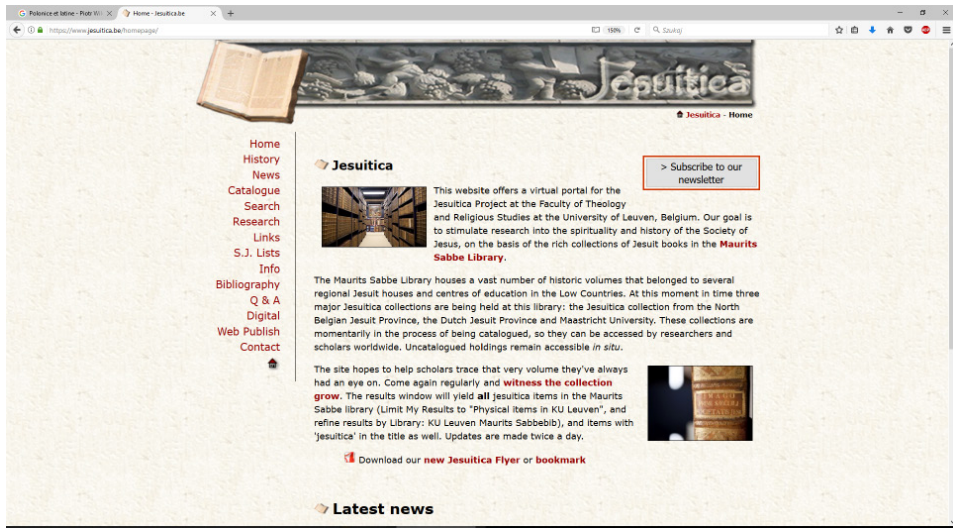 Polonice et latine - Piotr Wi
Home - Jesuitica.be
https://www.jesuitica.be/homepage/
150%
Szukaj
Jesuitica
Jesuitica - Home
Home
History
News
Catalogue
Search
Research
Links
S.J. Lists
Info
Bibliography
Q & A
Digital
Web Publish
Contact
Jesuitica
> Subscribe to our
newsletter
This website offers a virtual portal for the
Jesuitica Project at the Faculty of Theology
and Religious Studies at the University of Leuven, Belgium. Our goal is
to stimulate research into the spirituality and history of the Society of
Jesus, on the basis of the rich collections of Jesuit books in the Maurits
Sabbe Library.
The Maurits Sabbe Library houses a vast number of historic volumes that belonged to several
regional Jesuit houses and centres of education in the Low Countries. At this moment in time three
major Jesuitica collections are being held at this library: the Jesuitica collection from the North
Belgian Jesuit Province, the Dutch Jesuit Province and Maastricht University. These collections are
momentarily in the process of being catalogued, so they can be accessed by researchers and
scholars worldwide. Uncatalogued holdings remain accessible in situ.
The site hopes to help scholars trace that very volume they've always
had an eye on. Come again regularly and witness the collection
grow. The results window will yield all jesuitica items in the Maurits
Sabbe library (Limit My Results to "Physical items in KU Leuven", and
refine results by Library: KU Leuven Maurits Sabbebib), and items with
'jesuitica' in the title as well. Updates are made twice a day.
Download our new Jesuitica Flyer or bookmark
Latest news